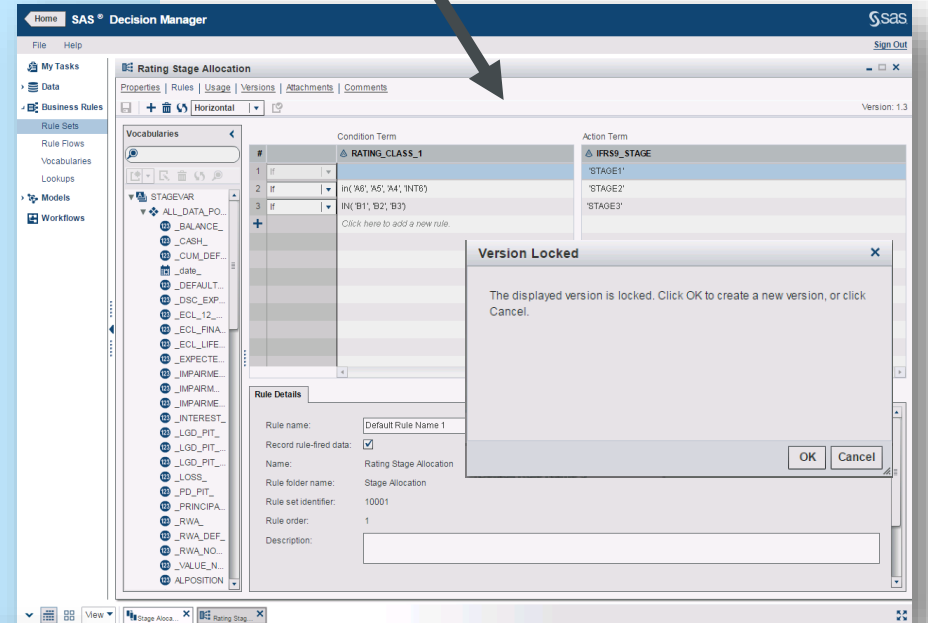 Home SAS ® Decision Manager Ssas
File Help Sign Out
My Tasks
Data
Business Rules
Rule Sets
Rule Flows
Vocabularies
Lookups
Models
Workflows
Rating Stage Allocation
Properties | Rules | Usage | Versions | Attachments | Comments
Horizontal Version: 1.3
Vocabularies
STAGEVAR
ALL_DATA_PO...
_BALANCE_
_CASH_
_CUM_DEF...
_date_
_DEFAULT...
_DSC_EXP...
_ECL_12_...
_ECL_FINA...
_ECL_LIFE...
_EXPECTE...
_IMPAIRME...
_IMPAIRM...
_IMPAIRME...
_INTEREST_
_LGD_PIT_...
_LGD_PIT_...
_LGD_PIT_...
_LOSS_
_PD_PIT_
_PRINCIPA...
_RWA_
_RWA_DEF_
_RWA_NO...
_VALUE_N...
ALPOSITION
Condition Term Action Term
# RATING_CLASS_1 IFRS9_STAGE
1 If 'STAGE1'
2 If in( 'A6', 'A5', 'A4', 'INT6') 'STAGE2'
3 If IN( 'B1', 'B2', 'B3') 'STAGE3'
Click here to add a new rule.
Version Locked
The displayed version is locked. Click OK to create a new version, or click
Cancel.
OK Cancel
Rule Details
Rule name: Default Rule Name 1
Record rule-fired data:
Name: Rating Stage Allocation
Rule folder name: Stage Allocation
Rule set identifier: 10001
Rule order: 1
Description:
View Stage Aloca... Rating Stag...